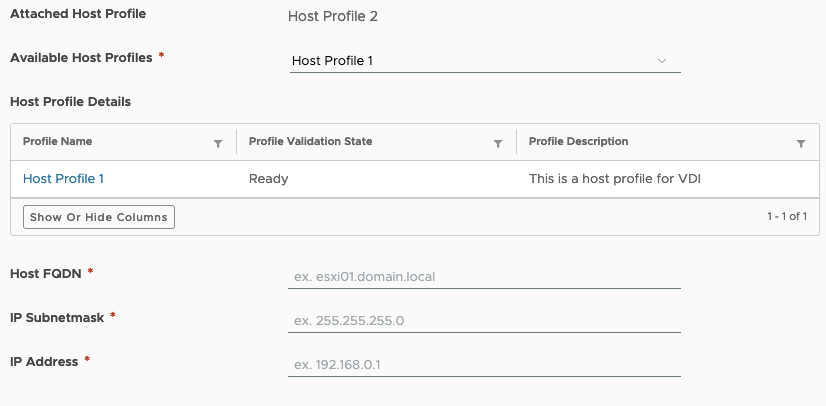 Attached Host Profile Host Profile 2
Available Host Profiles * Host Profile 1
Host Profile Details
Profile Name Profile Validation State Profile Description
Host Profile 1 Ready This is a host profile for VDI
Show Or Hide Columns 1 - 1 of 1
Host FQDN * ex. esxi01.domain.local
IP Subnetmask * ex. 255.255.255.0
IP Address * ex. 192.168.0.1